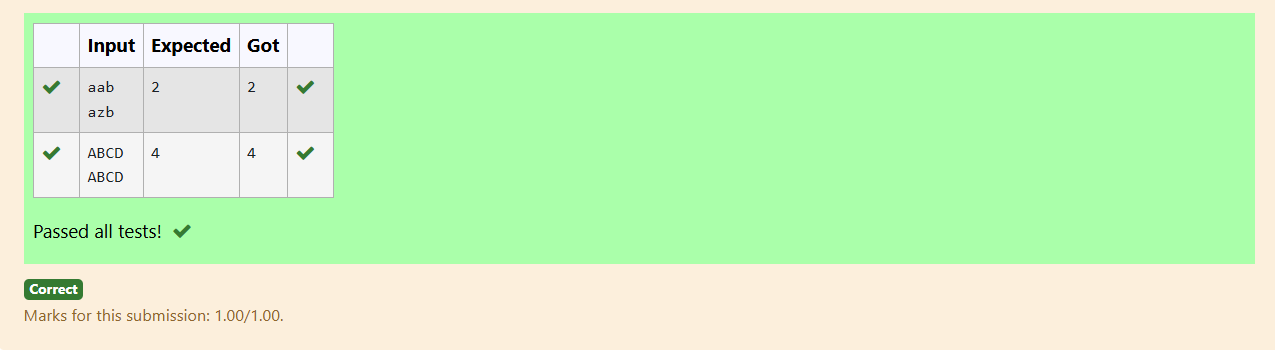 Input Expected Got
aab 2 2
azb
ABCD 4 4
ABCD
Passed all tests!
Correct
Marks for this submission: 1.00/1.00.